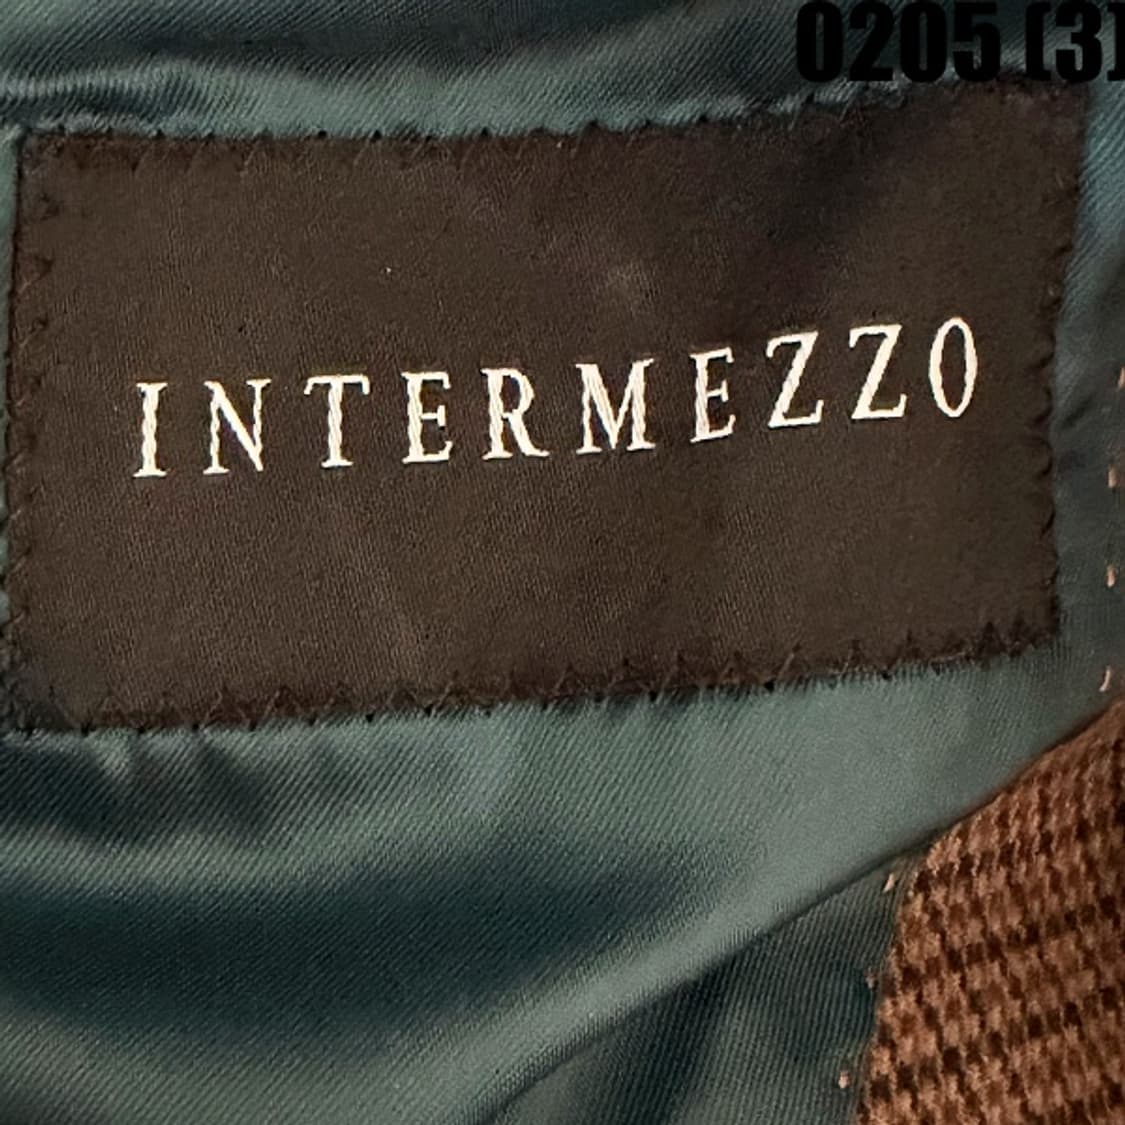 0205 (3)
INTERMEZZO